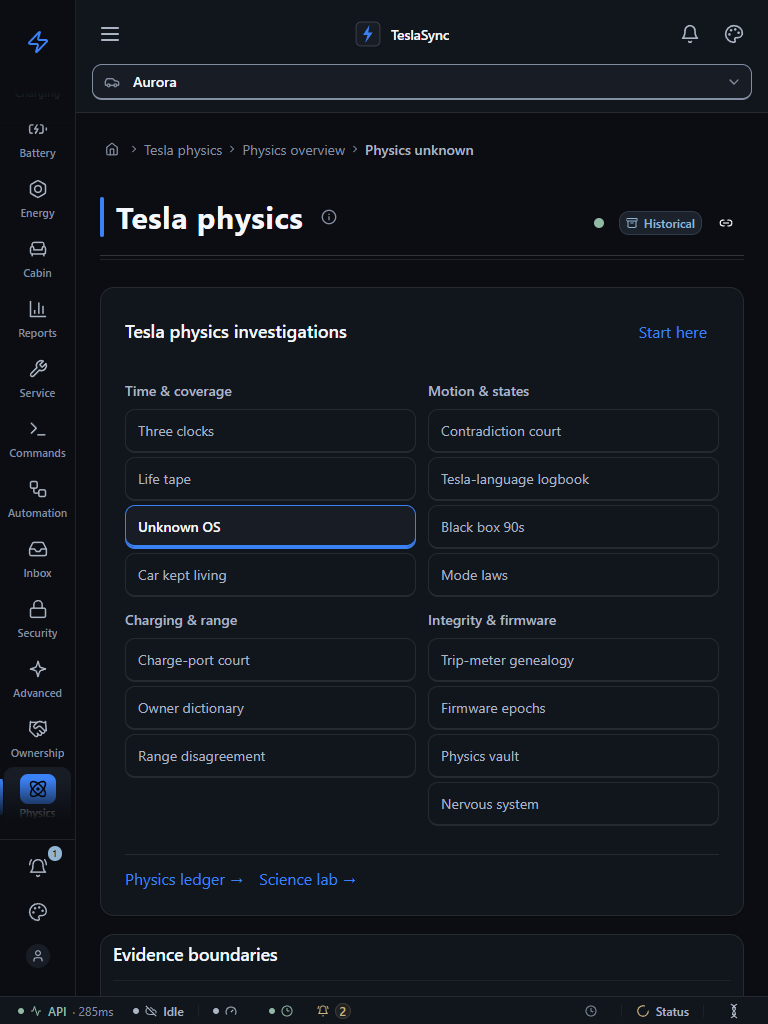 TeslaSync
Aurora
Charging
Battery
Energy
Cabin
Reports
Service
Commands
Automation
Inbox
Security
Advanced
Ownership
Physics
1
Tesla physics > Physics overview > Physics unknown
Tesla physics
Historical
Tesla physics investigations
Start here
Time & coverage
Three clocks
Life tape
Unknown OS
Car kept living
Motion & states
Contradiction court
Tesla-language logbook
Black box 90s
Mode laws
Charging & range
Charge-port court
Owner dictionary
Range disagreement
Integrity & firmware
Trip-meter genealogy
Firmware epochs
Physics vault
Nervous system
Physics ledger → Science lab →
Evidence boundaries
API · 285ms Idle 2 Status